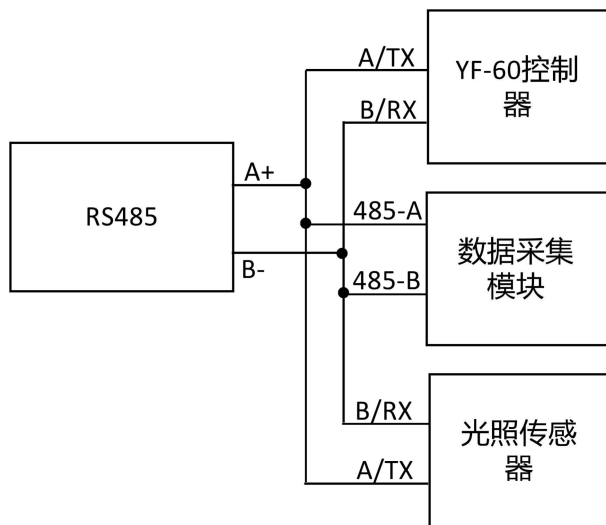 A/TX
YF-60控制
器
B/RX
A+
RS485
485-A
数据采集
模块
B-
485-B
B/RX
光照传感
器
A/TX